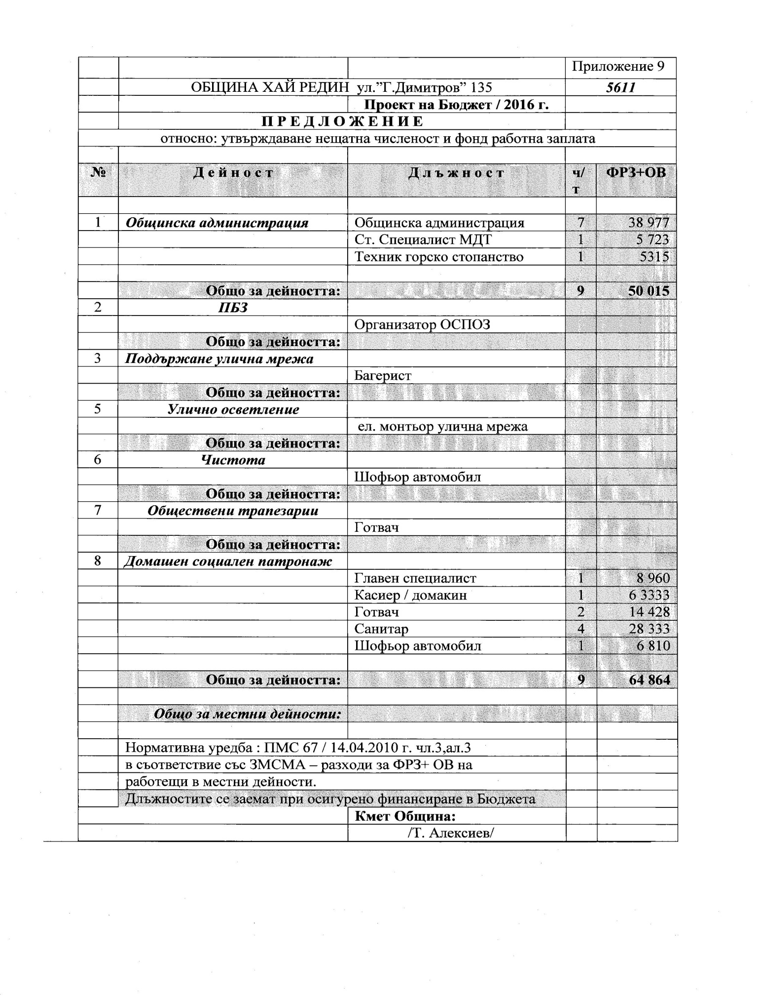 Приложение 9
ОБЩИНА ХАЙ РЕДИН ул.”Г.Димитров” 135 5611
Проект на Бюджет / 2016 г.
П Р Е Д Л О Ж Е Н И Е
относно: утвърждаване нещатна численост и фонд работна заплата
№ Д е й н о с т Д л ъ ж н о с т ч/ ФРЗ+ОВ
т
1 Общинска администрация Общинска администрация 7 38 977
Ст. Специалист МДТ 1 5 723
Техник горско стопанство 1 5315
Общо за дейността: 9 50 015
2 ПБЗ
Организатор ОСПОЗ
Общо за дейността:
3 Поддържане улична мрежа
Багерист
Общо за дейността:
5 Улично осветление
ел. монтьор улична мрежа
Общо за дейността:
6 Чистота
Шофьор автомобил
Общо за дейността:
7 Обществени трапезарии
Готвач
Общо за дейността:
8 Домашен социален патронаж
Главен специалист 1 8 960
Касиер / домакин 1 6 3333
Готвач 2 14 428
Санитар 4 28 333
Шофьор автомобил 1 6 810
Общо за дейността: 9 64 864
Общо за местни дейности:
Нормативна уредба : ПМС 67 / 14.04.2010 г. чл.3,ал.3
в съответствие със ЗМСМА – разходи за ФРЗ+ ОВ на
работещи в местни дейности.
Длъжностите се заемат при осигурено финансиране в Бюджета
Кмет Община:
/Т. Алексиев/